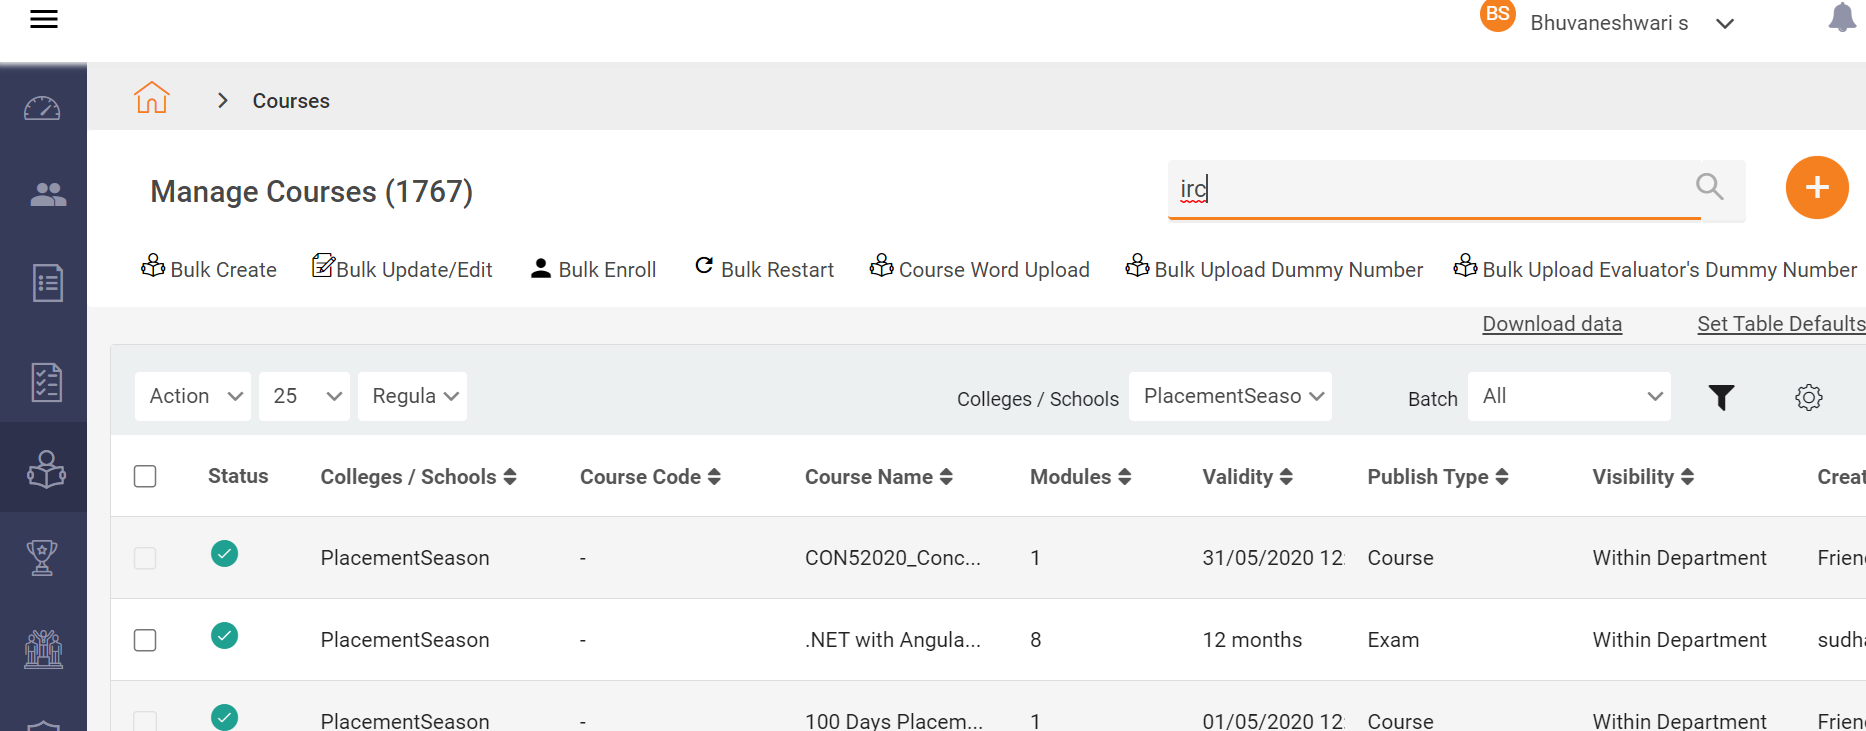 BS Bhuvaneshwari s
Courses
Manage Courses (1767)
irc
Bulk Create Bulk Update/Edit Bulk Enroll Bulk Restart Course Word Upload Bulk Upload Dummy Number Bulk Upload Evaluator's Dummy Number
Download data Set Table Defaults
Action 25 Regula Colleges / Schools PlacementSeaso Batch All
Status Colleges / Schools Course Code Course Name Modules Validity Publish Type Visibility Creat
PlacementSeason - CON52020_Conc... 1 31/05/2020 12: Course Within Department Frien
PlacementSeason - .NET with Angula... 8 12 months Exam Within Department sudha
PlacementSeason - 100 Days Placem... 1 01/05/2020 12: Course Within Department Frien